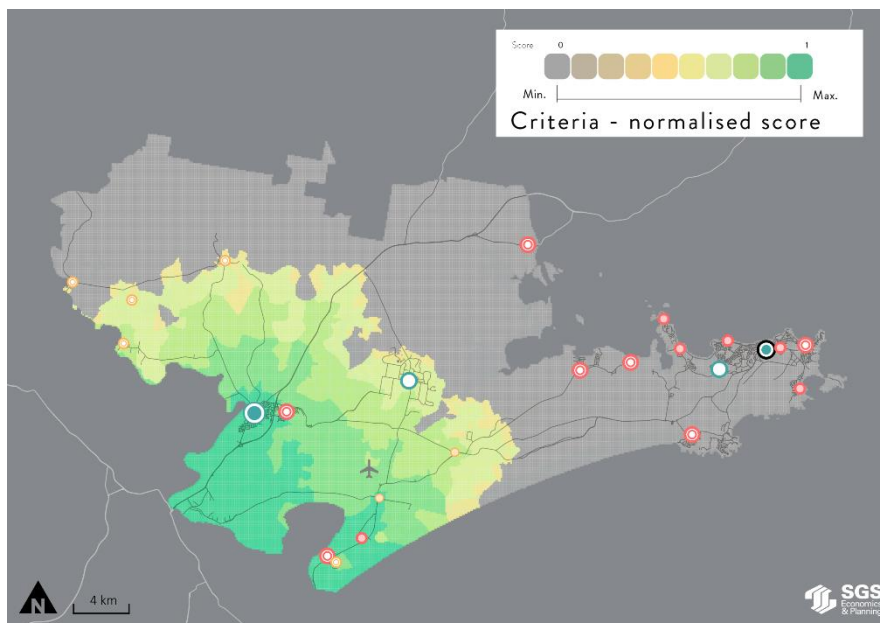 Score 0 1
Min. Max.
Criteria - normalised score
N
4 km
SGS
Economics
& Planning